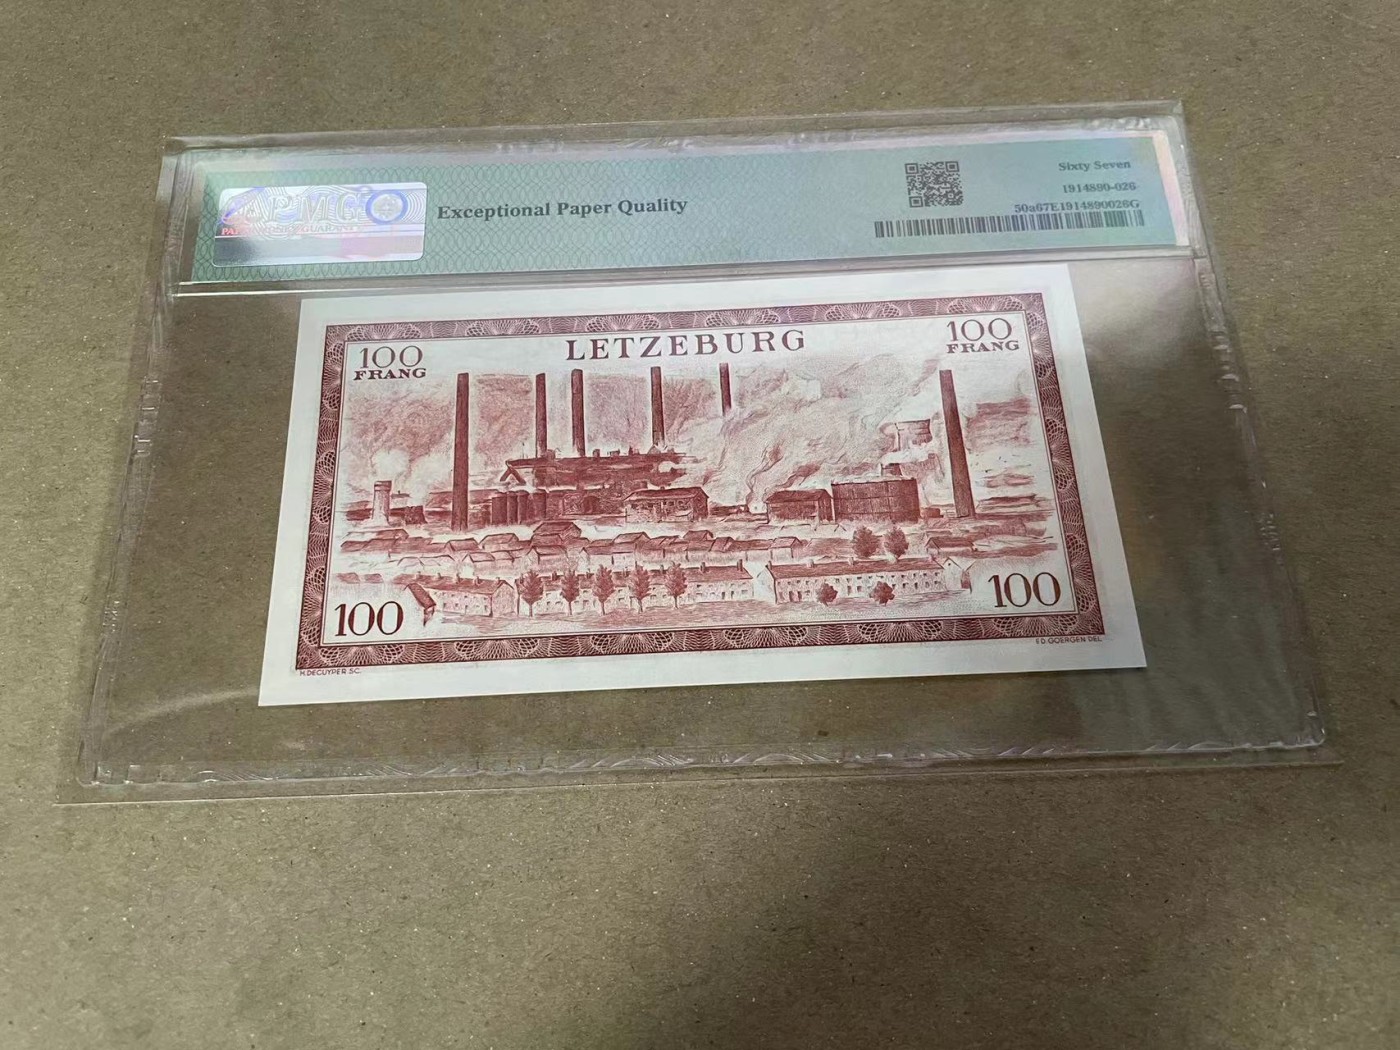 PMG
Exceptional Paper Quality
Sixty Seven
1914890-026
50a67E1914890026G
LETZEBURG
100
FRANG
100
FRANG
100
100
H.DECUYPER SC.
F.D. GOERGEN DEL.